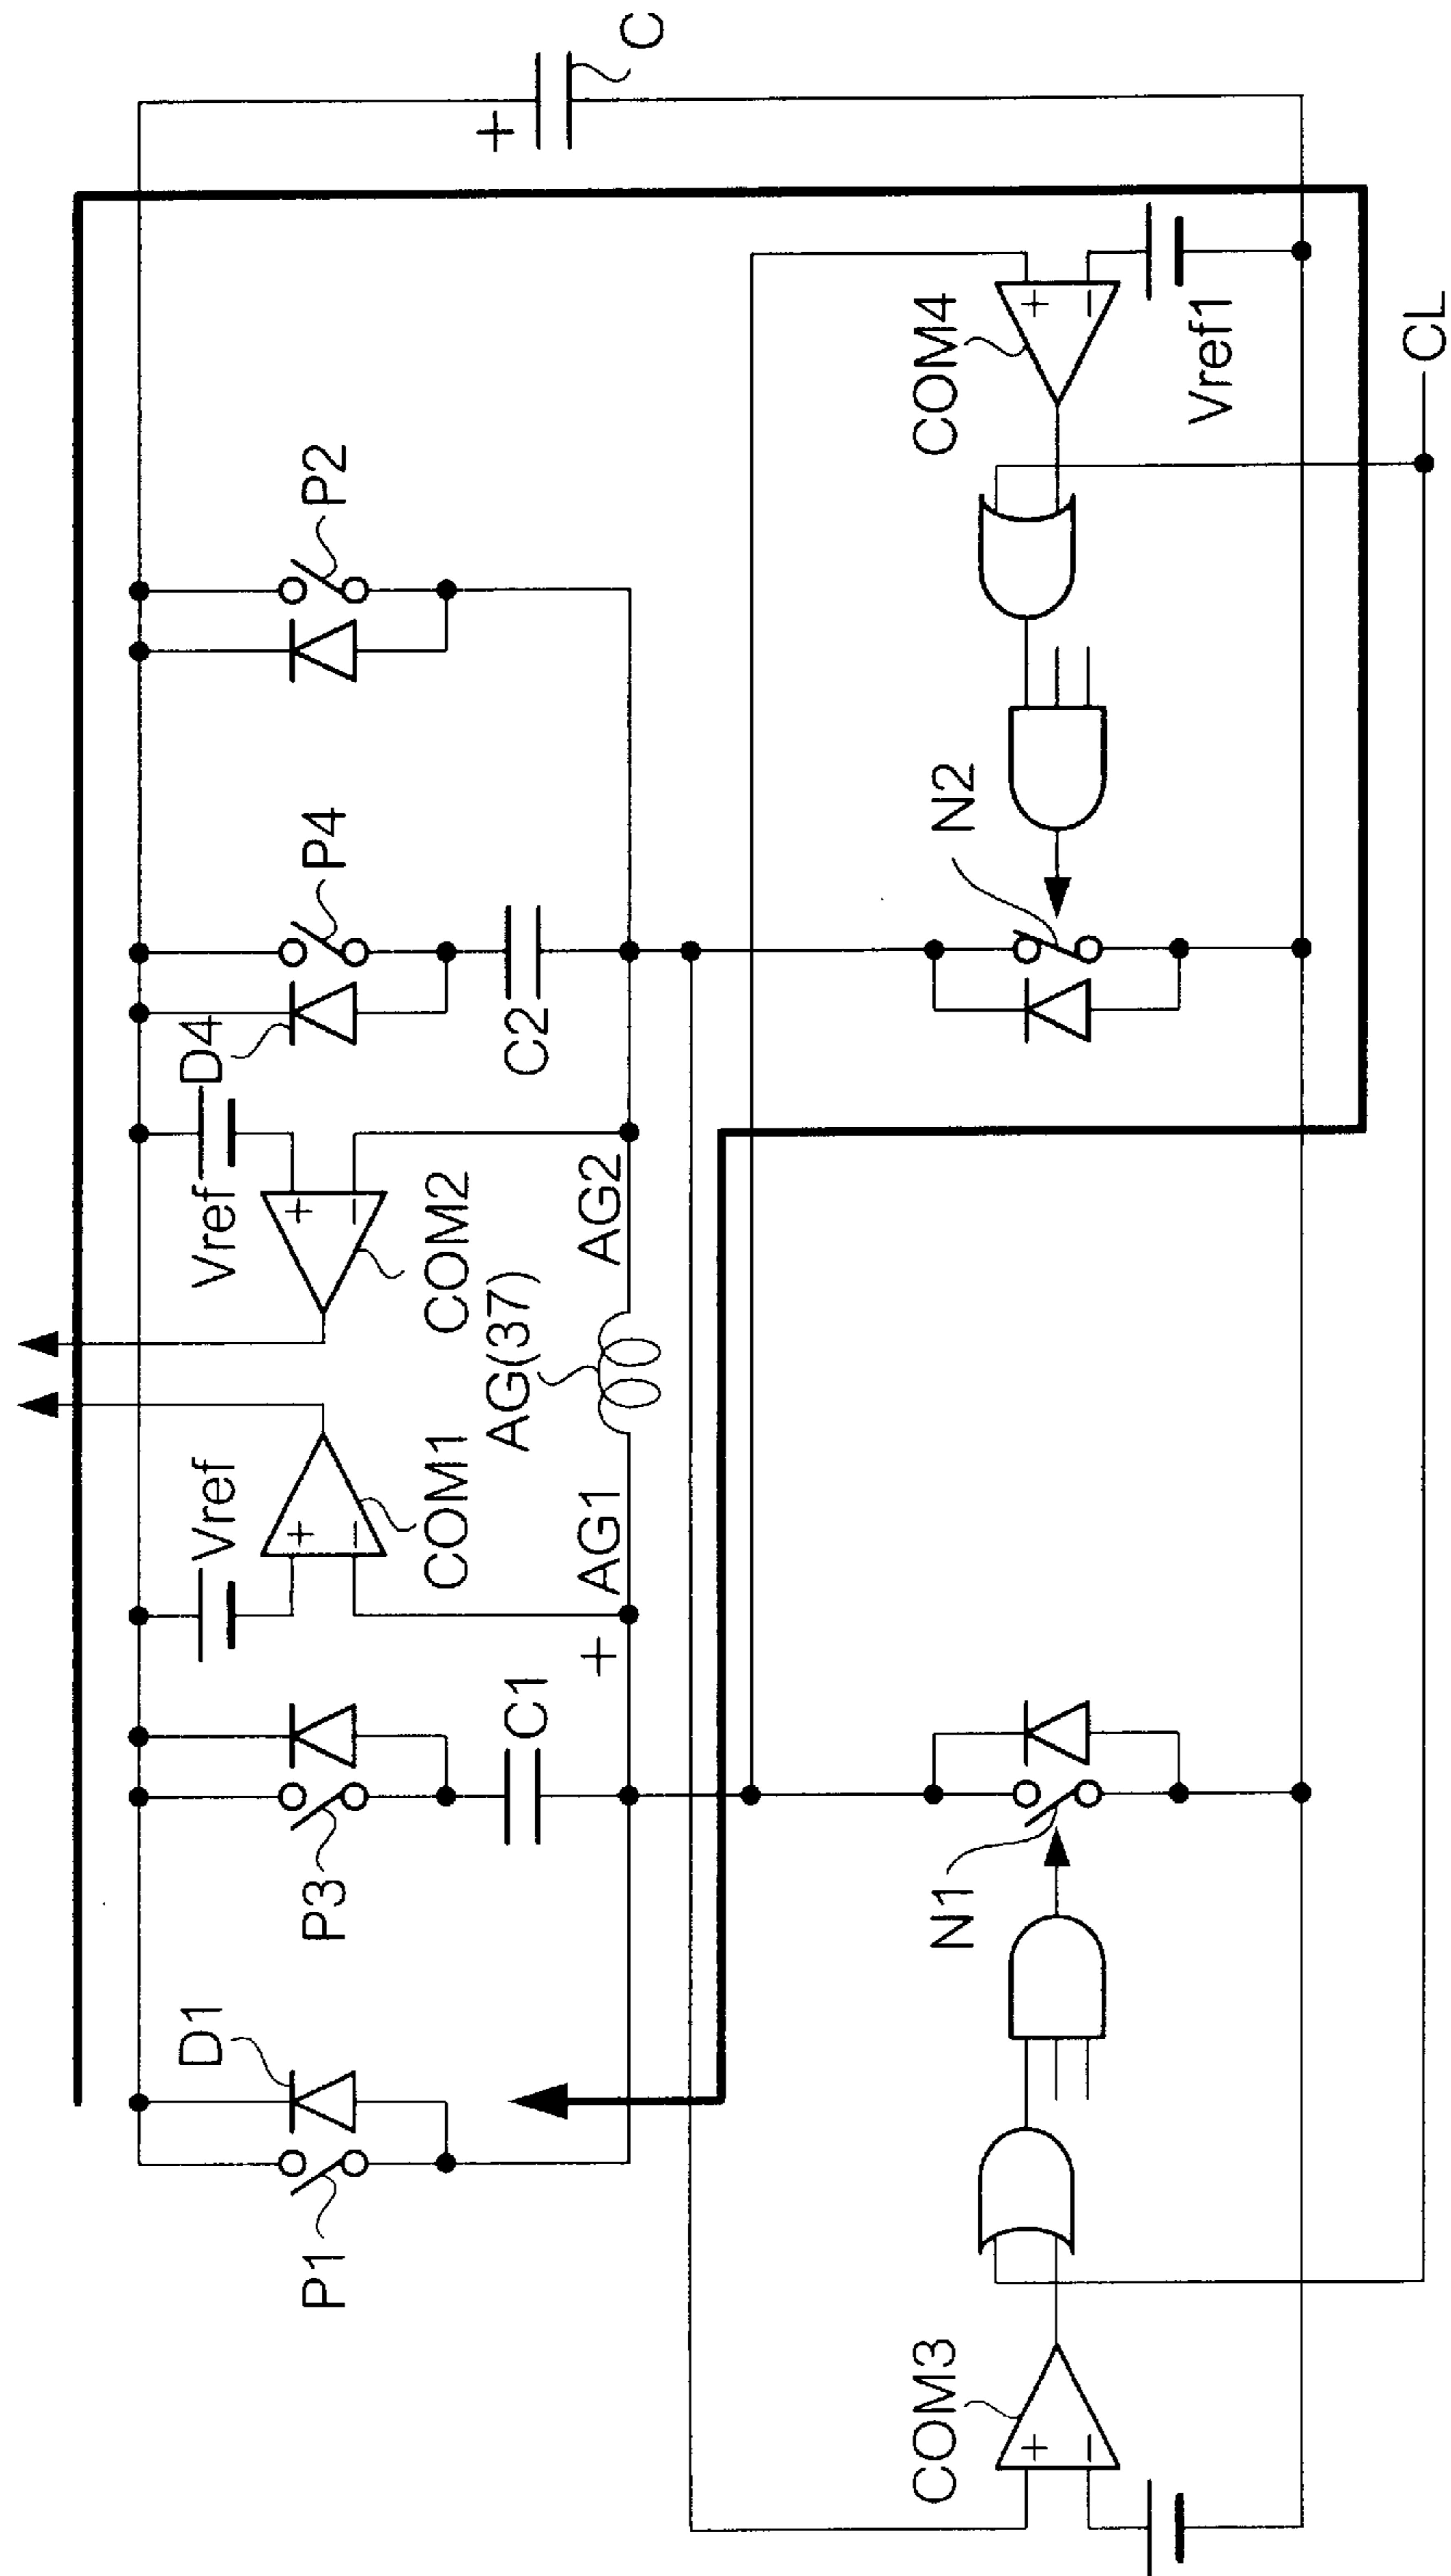 C
+
P2
P4
D4
C2
Vref
+
−
COM2
AG2
AG(37)
Vref
+
−
COM1
AG1
+
C1
P3
D1
P1
COM4
+
−
Vref1
N2
N1
COM3
+
−
CL